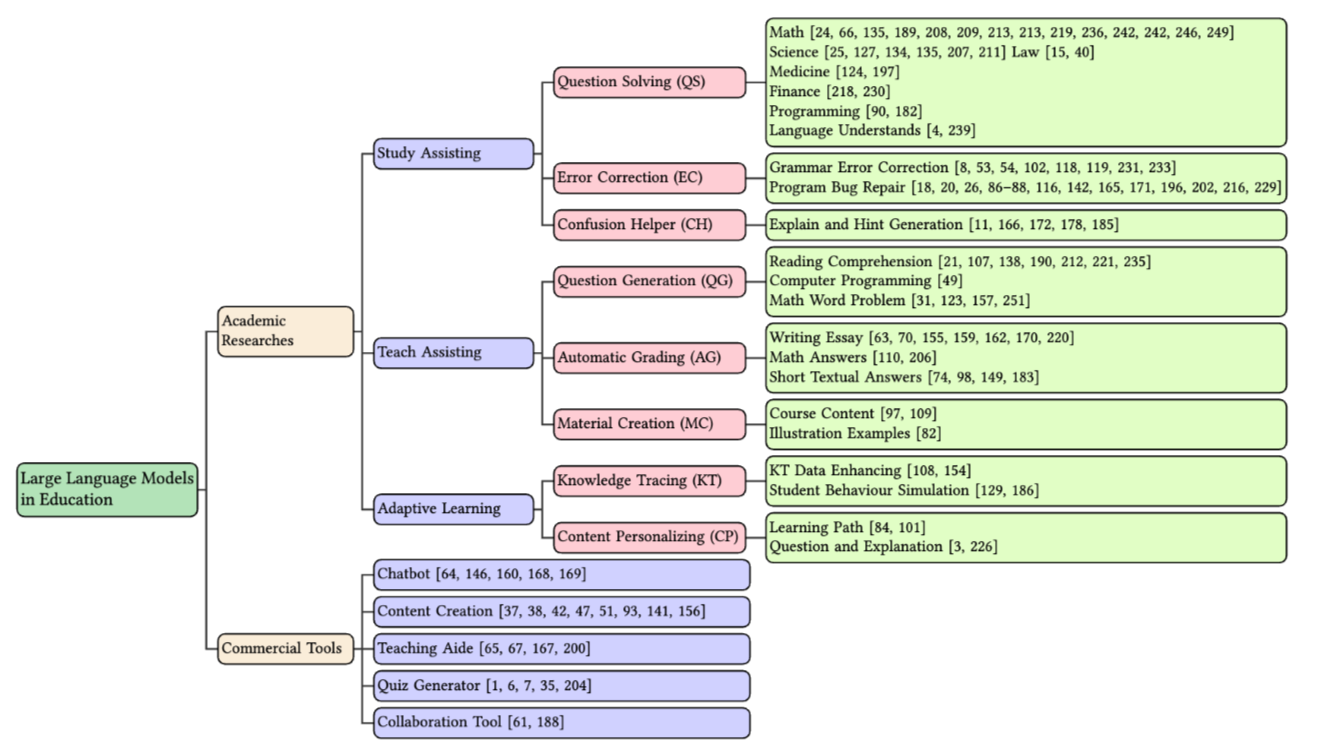 Large Language Models
in Education
Academic
Researches
Study Assisting
Question Solving (QS)
Math [24, 66, 135, 189, 208, 209, 213, 213, 219, 236, 242, 242, 246, 249]
Science [25, 127, 134, 135, 207, 211] Law [15, 40]
Medicine [124, 197]
Finance [218, 230]
Programming [90, 182]
Language Understands [4, 239]
Error Correction (EC)
Grammar Error Correction [8, 53, 54, 102, 118, 119, 231, 233]
Program Bug Repair [18, 20, 26, 86–88, 116, 142, 165, 171, 196, 202, 216, 229]
Confusion Helper (CH)
Explain and Hint Generation [11, 166, 172, 178, 185]
Teach Assisting
Question Generation (QG)
Reading Comprehension [21, 107, 138, 190, 212, 221, 235]
Computer Programming [49]
Math Word Problem [31, 123, 157, 251]
Automatic Grading (AG)
Writing Essay [63, 70, 155, 159, 162, 170, 220]
Math Answers [110, 206]
Short Textual Answers [74, 98, 149, 183]
Material Creation (MC)
Course Content [97, 109]
Illustration Examples [82]
Adaptive Learning
Knowledge Tracing (KT)
KT Data Enhancing [108, 154]
Student Behaviour Simulation [129, 186]
Content Personalizing (CP)
Learning Path [84, 101]
Question and Explanation [3, 226]
Commercial Tools
Chatbot [64, 146, 160, 168, 169]
Content Creation [37, 38, 42, 47, 51, 93, 141, 156]
Teaching Aide [65, 67, 167, 200]
Quiz Generator [1, 6, 7, 35, 204]
Collaboration Tool [61, 188]